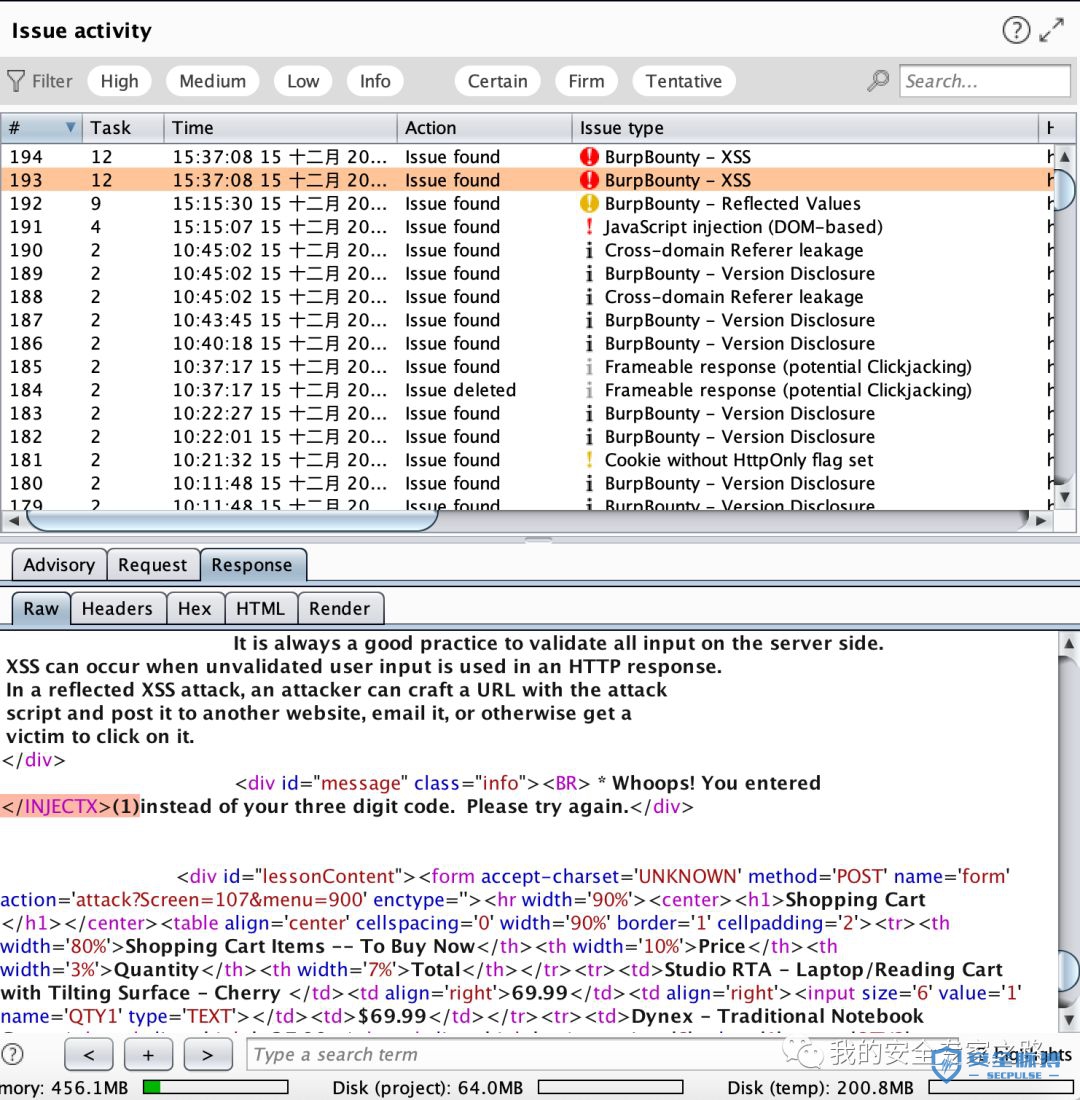 Issue activity
Filter High Medium Low Info Certain Firm Tentative Search...
# Task Time Action Issue type H
194 12 15:37:08 15 十二月 20... Issue found BurpBounty – XSS h
193 12 15:37:08 15 十二月 20... Issue found BurpBounty – XSS h
192 9 15:15:30 15 十二月 20... Issue found BurpBounty – Reflected Values h
191 4 15:15:07 15 十二月 20... Issue found JavaScript injection (DOM-based) h
190 2 10:45:02 15 十二月 20... Issue found Cross-domain Referer leakage h
189 2 10:45:02 15 十二月 20... Issue found BurpBounty – Version Disclosure h
188 2 10:45:02 15 十二月 20... Issue found Cross-domain Referer leakage h
187 2 10:43:45 15 十二月 20... Issue found BurpBounty – Version Disclosure h
186 2 10:40:18 15 十二月 20... Issue found BurpBounty – Version Disclosure h
185 2 10:37:17 15 十二月 20... Issue found Frameable response (potential Clickjacking) h
184 2 10:37:17 15 十二月 20... Issue deleted Frameable response (potential Clickjacking) h
183 2 10:22:27 15 十二月 20... Issue found BurpBounty – Version Disclosure h
182 2 10:22:01 15 十二月 20... Issue found BurpBounty – Version Disclosure h
181 2 10:21:32 15 十二月 20... Issue found Cookie without HttpOnly flag set h
180 2 10:11:48 15 十二月 20... Issue found BurpBounty – Version Disclosure h
179 2 10:11:48 15 十二月 20... Issue found BurpBounty – Version Disclosure h
Advisory Request Response
Raw Headers Hex HTML Render
It is always a good practice to validate all input on the server side.
XSS can occur when unvalidated user input is used in an HTTP response.
In a reflected XSS attack, an attacker can craft a URL with the attack
script and post it to another website, email it, or otherwise get a
victim to click on it.
</div>
<div id="message" class="info"><BR> * Whoops! You entered
</INJECTX>(1)instead of your three digit code.  Please try again.</div>
<div id="lessonContent"><form accept-charset='UNKNOWN' method='POST' name='form'
action='attack?Screen=107&menu=900' enctype=''><hr width='90%'><center><h1>Shopping Cart
</h1></center><table align='center' cellspacing='0' width='90%' border='1' cellpadding='2'><tr><th
width='80%'>Shopping Cart Items -- To Buy Now</th><th width='10%'>Price</th><th
width='3%'>Quantity</th><th width='7%'>Total</th></tr><tr><td>Studio RTA - Laptop/Reading Cart
with Tilting Surface - Cherry </td><td align='right'>69.99</td><td align='right'><input size='6' value='1'
name='QTY1' type='TEXT'></td><td>$69.99</td></tr><tr><td>Dynex - Traditional Notebook
? < + > Type a search term 我的安全专家之路 highlights
SECPULSE
mory: 456.1MB Disk (project): 64.0MB Disk (temp): 200.8MB